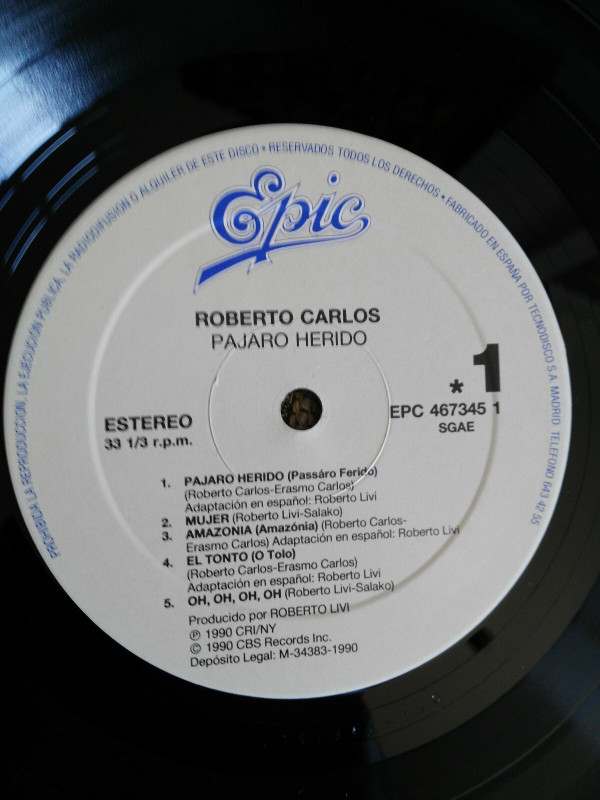 PROHIBIDA LA REPRODUCCION, LA EJECUCION PUBLICA, LA RADIODIFUSION O ALQUILER DE ESTE DISCO • RESERVADOS TODOS LOS DERECHOS • FABRICADO EN ESPAÑA POR TECNODISCO S.A. MADRID TELEFONO 643 42 55
Epic
ROBERTO CARLOS
PAJARO HERIDO
* 1
ESTEREO
33 1/3 r.p.m.
EPC 467345 1
SGAE
1. PAJARO HERIDO (Passáro Ferido)
(Roberto Carlos-Erasmo Carlos)
Adaptación en español: Roberto Livi
2. MUJER (Roberto Livi-Salako)
3. AMAZONIA (Amazónia) (Roberto Carlos-
Erasmo Carlos) Adaptación en español: Roberto Livi
4. EL TONTO (O Tolo)
(Roberto Carlos-Erasmo Carlos)
Adaptación en español: Roberto Livi
5. OH, OH, OH, OH (Roberto Livi-Salako)
Producido por ROBERTO LIVI
℗ 1990 CRI/NY
© 1990 CBS Records Inc.
Depósito Legal: M-34383-1990